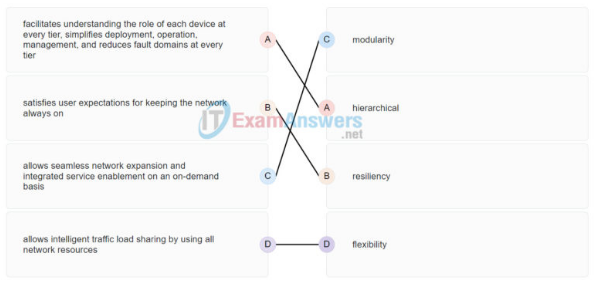 facilitates understanding the role of each device at
every tier, simplifies deployment, operation,
management, and reduces fault domains at every
tier
A
C
modularity
satisfies user expectations for keeping the network
always on
B
A
hierarchical
IT ExamAnswers
.net
allows seamless network expansion and
integrated service enablement on an on-demand
basis
C
B
resiliency
allows intelligent traffic load sharing by using all
network resources
D
D
flexibility